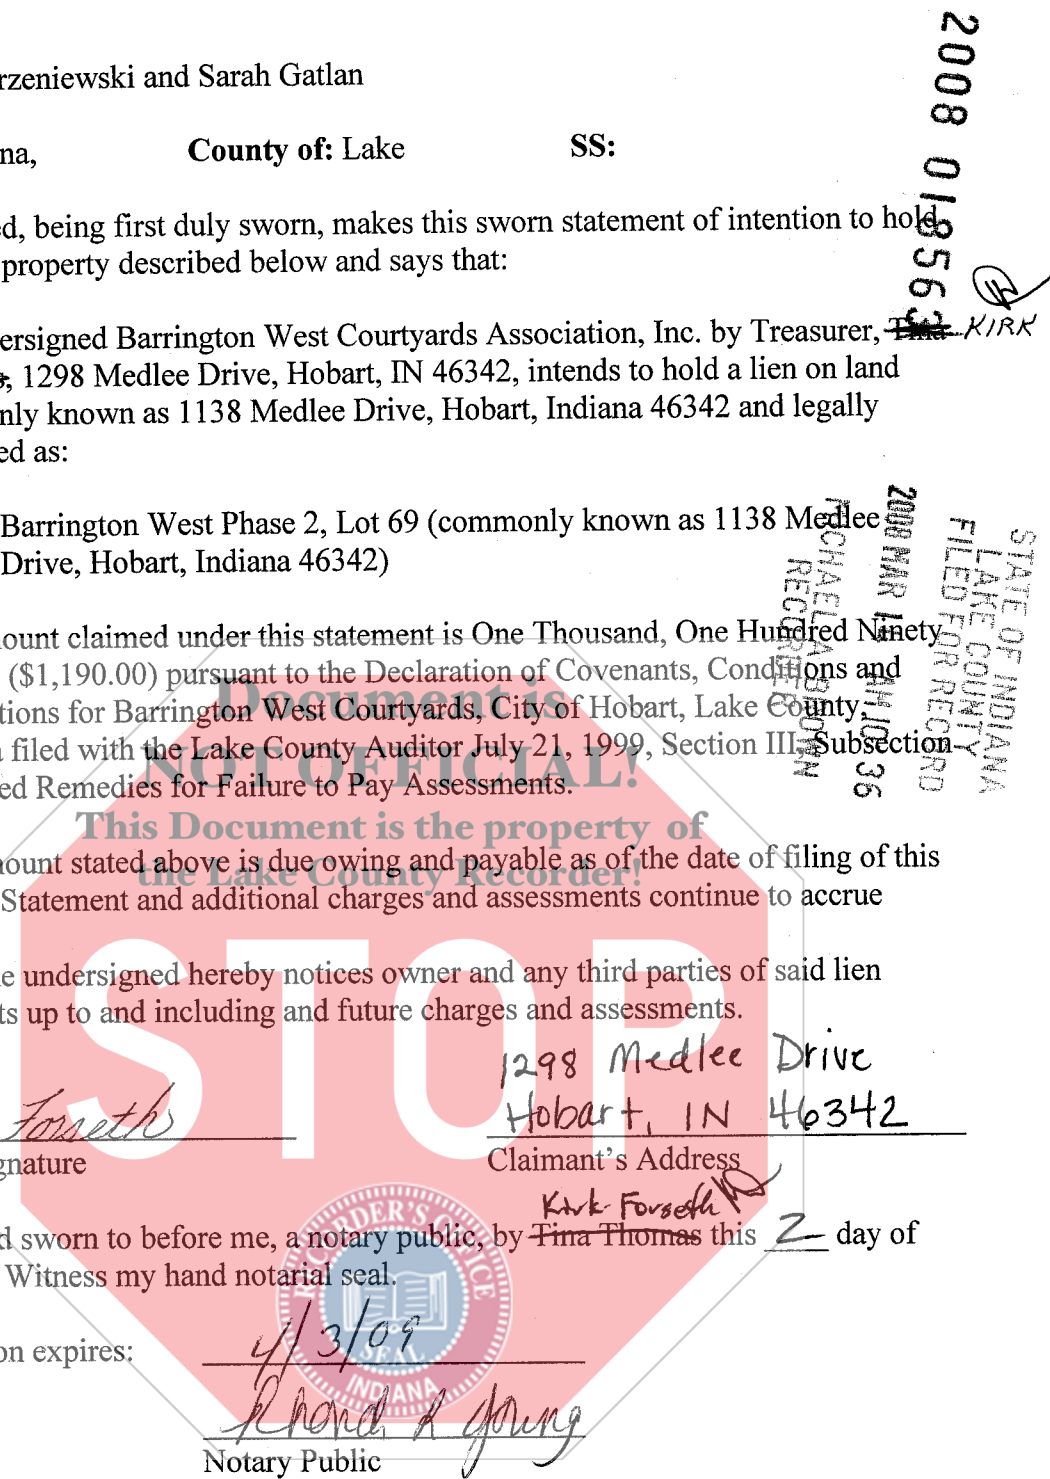 rzeniewski and Sarah Gatlan
na, County of: Lake SS:
ed, being first duly sworn, makes this sworn statement of intention to hold
property described below and says that:
ersigned Barrington West Courtyards Association, Inc. by Treasurer, Tina KIRK
1298 Medlee Drive, Hobart, IN 46342, intends to hold a lien on land
nly known as 1138 Medlee Drive, Hobart, Indiana 46342 and legally
ed as:
Barrington West Phase 2, Lot 69 (commonly known as 1138 Medlee
Drive, Hobart, Indiana 46342)
ount claimed under this statement is One Thousand, One Hundred Ninety
($1,190.00) pursuant to the Declaration of Covenants, Conditions and
tions for Barrington West Courtyards, City of Hobart, Lake County,
filed with the Lake County Auditor July 21, 1999, Section III, Subsection
ed Remedies for Failure to Pay Assessments.
ount stated above is due owing and payable as of the date of filing of this
Statement and additional charges and assessments continue to accrue
e undersigned hereby notices owner and any third parties of said lien
ts up to and including and future charges and assessments.
1298 Medlee Drive
Forseth Hobart, IN 46342
gnature Claimant's Address
Kirk Forseth
d sworn to before me, a notary public, by Tina Thomas this 2 day of
Witness my hand notarial seal.
on expires: 4/3/09
Rhonda R Young
Notary Public
2008 018563
STATE OF INDIANA
LAKE COUNTY
FILED FOR RECORD
2008 MAR 14 AM 10:36
MICHAEL A. BROWN
RECORDER
Document is
NOT OFFICIAL!
This Document is the property of
the Lake County Recorder!
STOP
RECORDER'S OFFICE
SEAL
INDIANA